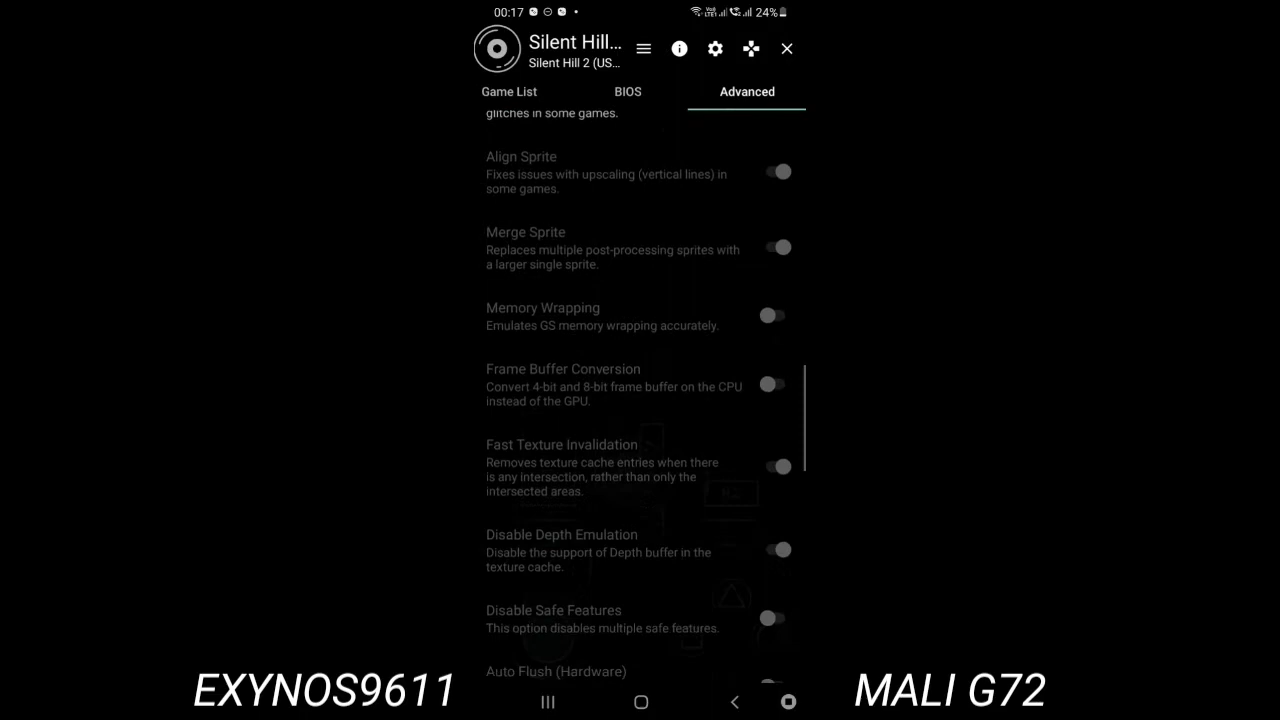 00:17
24%
Silent Hill...
Silent Hill 2 (US...
Game List
BIOS
Advanced
glitches in some games.
Align Sprite
Fixes issues with upscaling (vertical lines) in
some games.
Merge Sprite
Replaces multiple post-processing sprites with
a larger single sprite.
Memory Wrapping
Emulates GS memory wrapping accurately.
Frame Buffer Conversion
Convert 4-bit and 8-bit frame buffer on the CPU
instead of the GPU.
Fast Texture Invalidation
Removes texture cache entries when there
is any intersection, rather than only the
intersected areas.
Disable Depth Emulation
Disable the support of Depth buffer in the
texture cache.
Disable Safe Features
This option disables multiple safe features.
Auto Flush (Hardware)
EXYNOS9611
MALI G72